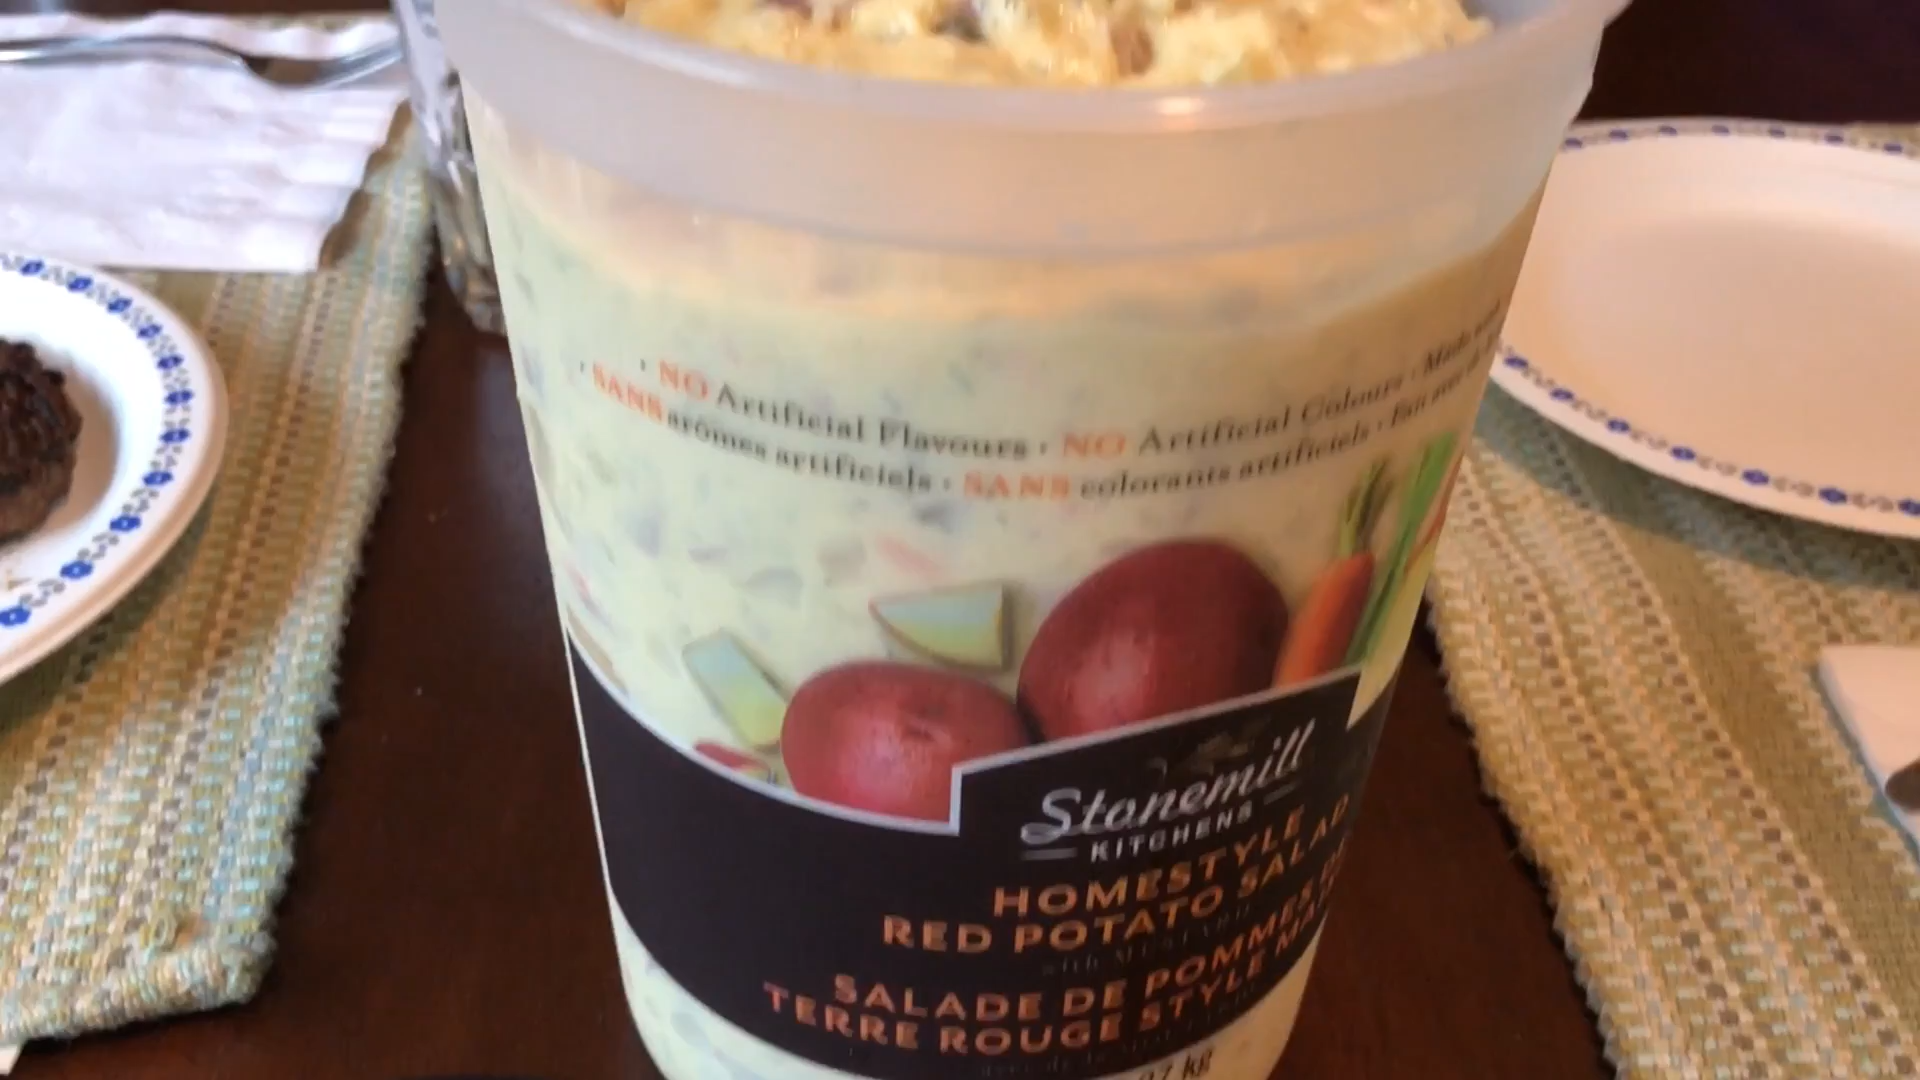 · NO Artificial Flavours · NO Artificial Colours · Made
· SANS arômes artificiels · SANS colorants artificiels ·
Stonemill
KITCHENS
HOMESTYLE
RED POTATO SALAD
SALADE DE POMMES DE
TERRE ROUGE STYLE
kg